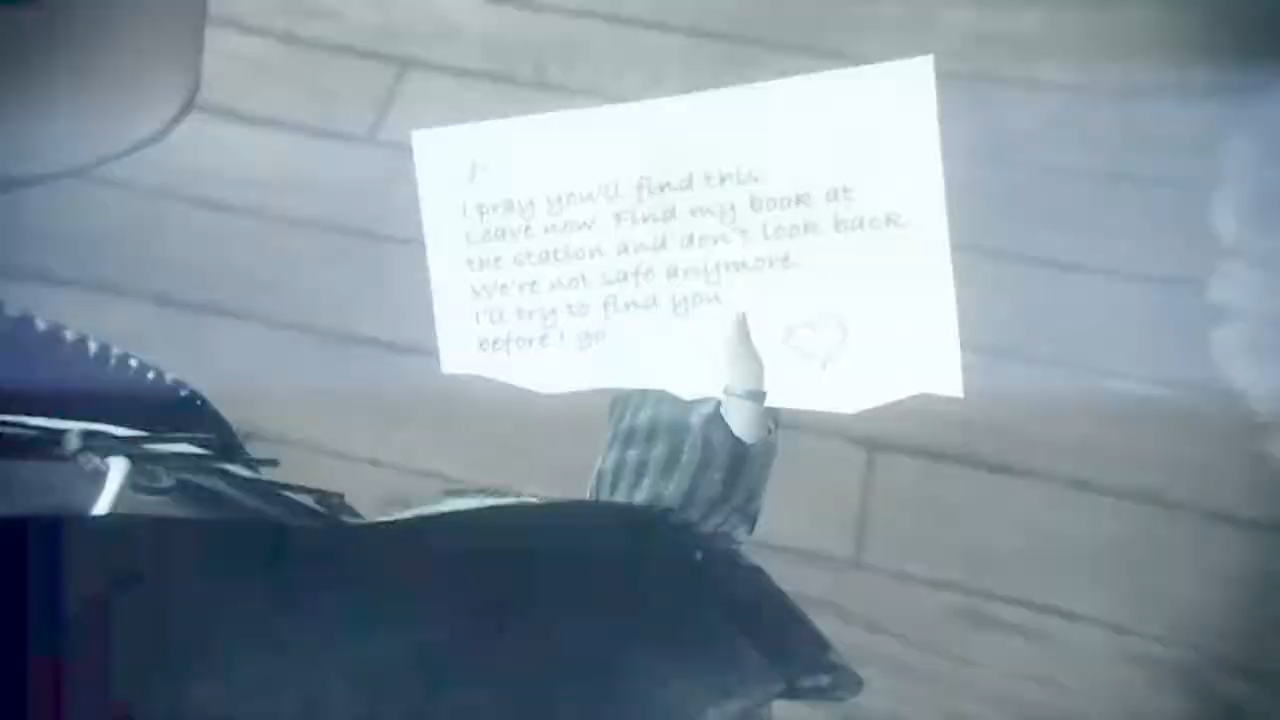 I pray you'll find this.
Leave now. Find my book at
the station and don't look back.
We're not safe anymore.
I'll try to find you
before I go